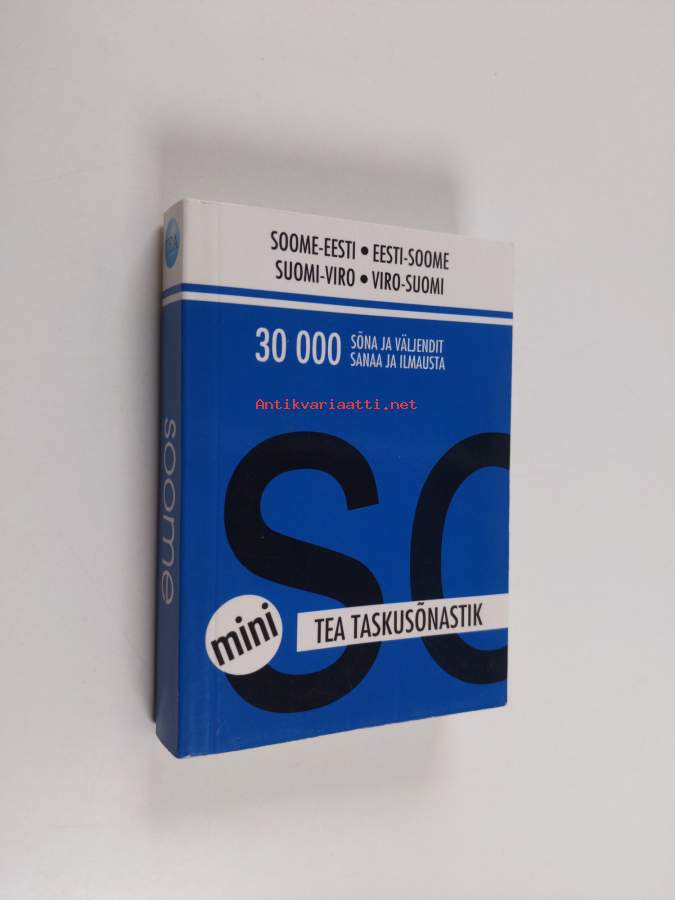 SOOME-EESTI • EESTI-SOOME
SUOMI-VIRO • VIRO-SUOMI
30 000 SÕNA JA VÄLJENDIT
SANAA JA ILMAUSTA
Antikvariaatti.net
SO
mini
TEA TASKUSÕNASTIK
soome